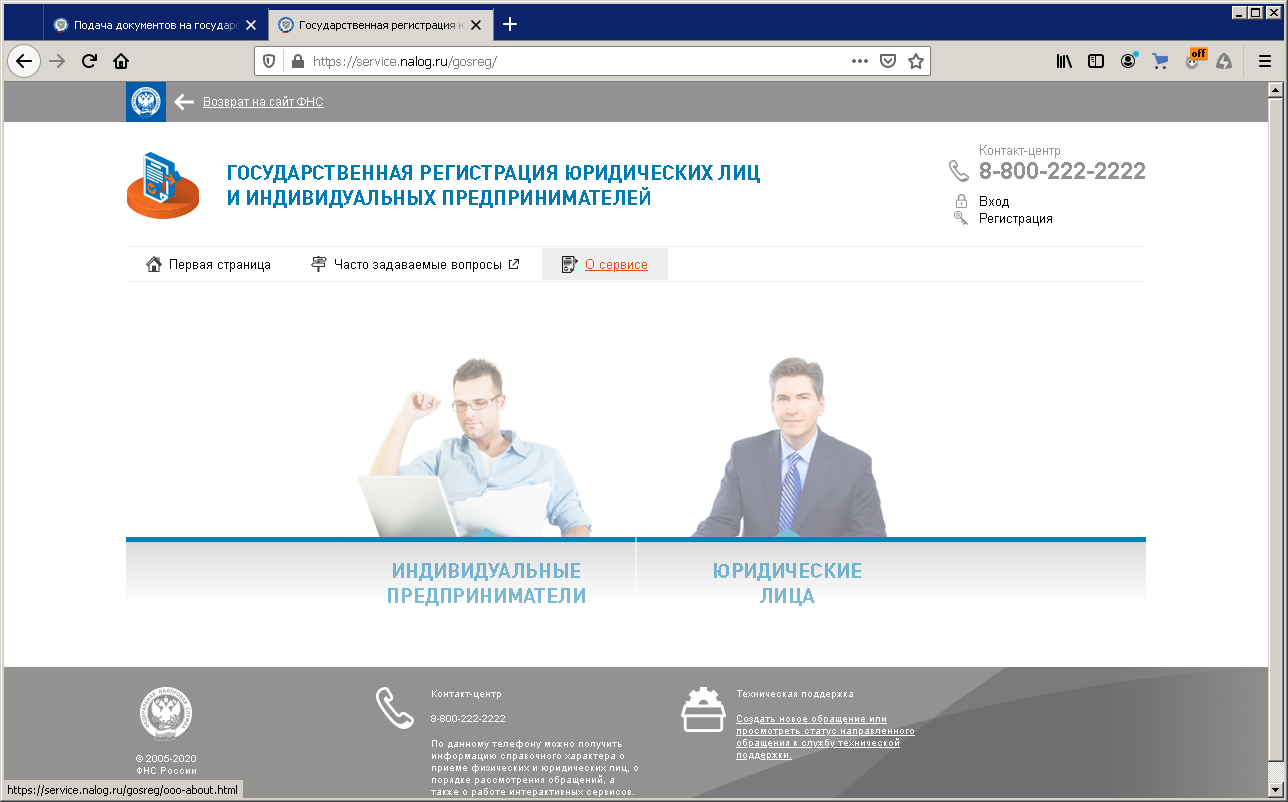 Подача документов на государс
Государственная регистрация ю
https://service.nalog.ru/gosreg/
off
Возврат на сайт ФНС
ГОСУДАРСТВЕННАЯ РЕГИСТРАЦИЯ ЮРИДИЧЕСКИХ ЛИЦ
И ИНДИВИДУАЛЬНЫХ ПРЕДПРИНИМАТЕЛЕЙ
Контакт-центр
8-800-222-2222
Вход
Регистрация
Первая страница
Часто задаваемые вопросы
О сервисе
ИНДИВИДУАЛЬНЫЕ
ПРЕДПРИНИМАТЕЛИ
ЮРИДИЧЕСКИЕ
ЛИЦА
© 2005-2020
ФНС России
Контакт-центр
8-800-222-2222
По данному телефону можно получить
информацию справочного характера о
приеме физических и юридических лиц, о
порядке рассмотрения обращений, а
также о работе интерактивных сервисов.
Техническая поддержка
Создать новое обращение или
просмотреть статус направленного
обращения в службу технической
поддержки.
https://service.nalog.ru/gosreg/ooo-about.html